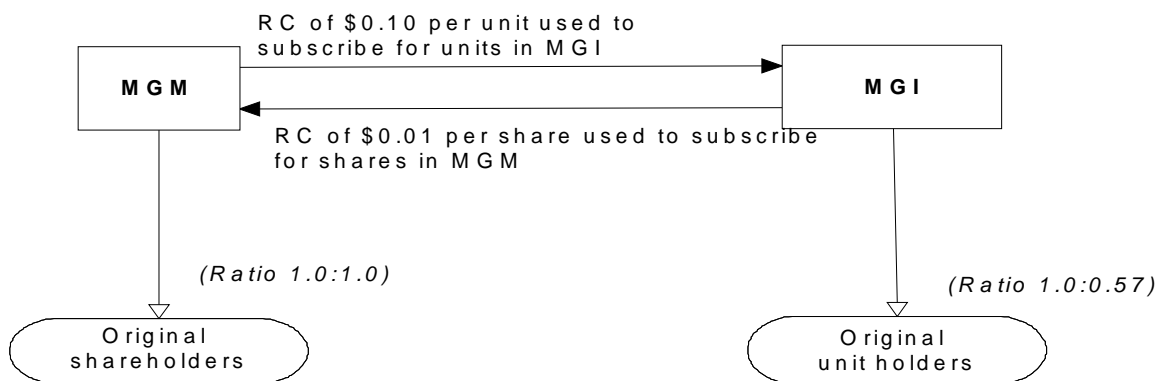 RC of $0.10 per unit used to
subscribe for units in MGI
MGM
MGI
RC of $0.01 per share used to subscribe
for shares in MGM
(Ratio 1.0:1.0)
(Ratio 1.0:0.57)
Original
shareholders
Original
unit holders